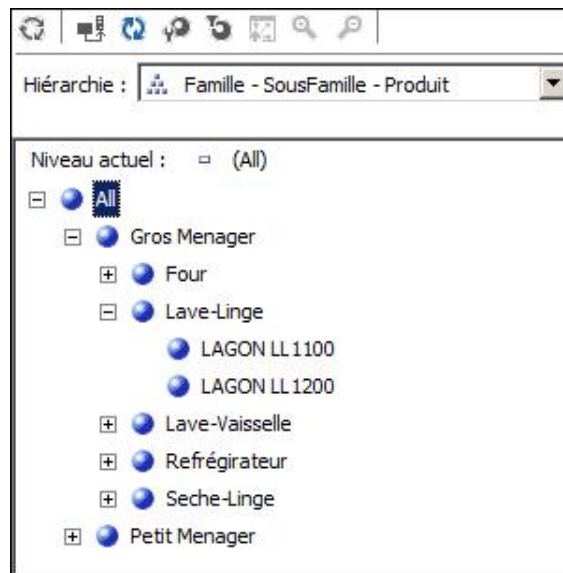 Hiérarchie : Famille - SousFamille - Produit
Niveau actuel : (All)
All
Gros Menager
Four
Lave-Linge
LAGON LL1100
LAGON LL1200
Lave-Vaisselle
Refrégirateur
Seche-Linge
Petit Menager